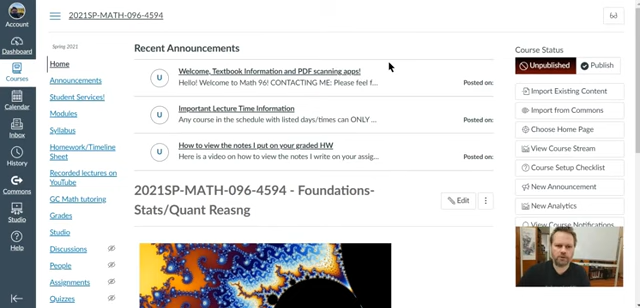 2021SP-MATH-096-4594
Account
Dashboard
Courses
Calendar
Inbox
History
Commons
Studio
Help
Spring 2021
Home
Announcements
Student Services!
Modules
Syllabus
Homework/Timeline
Sheet
Recorded lectures on
YouTube
GC Math tutoring
Grades
Studio
Discussions
People
Assignments
Quizzes
Recent Announcements
U
Welcome, Textbook Information and PDF scanning apps!
Hello! Welcome to Math 96! CONTACTING ME: Please feel f...
Posted on:
U
Important Lecture Time Information
Any course in the schedule with listed days/times can ONLY ...
Posted on:
U
How to view the notes I put on your graded HW
Here is a video on how to view the notes I write on your assig...
Posted on:
2021SP-MATH-096-4594 - Foundations-
Stats/Quant Reasng
Edit
Course Status
Unpublished
Publish
Import Existing Content
Import from Commons
Choose Home Page
View Course Stream
Course Setup Checklist
New Announcement
New Analytics
View Course Notifications